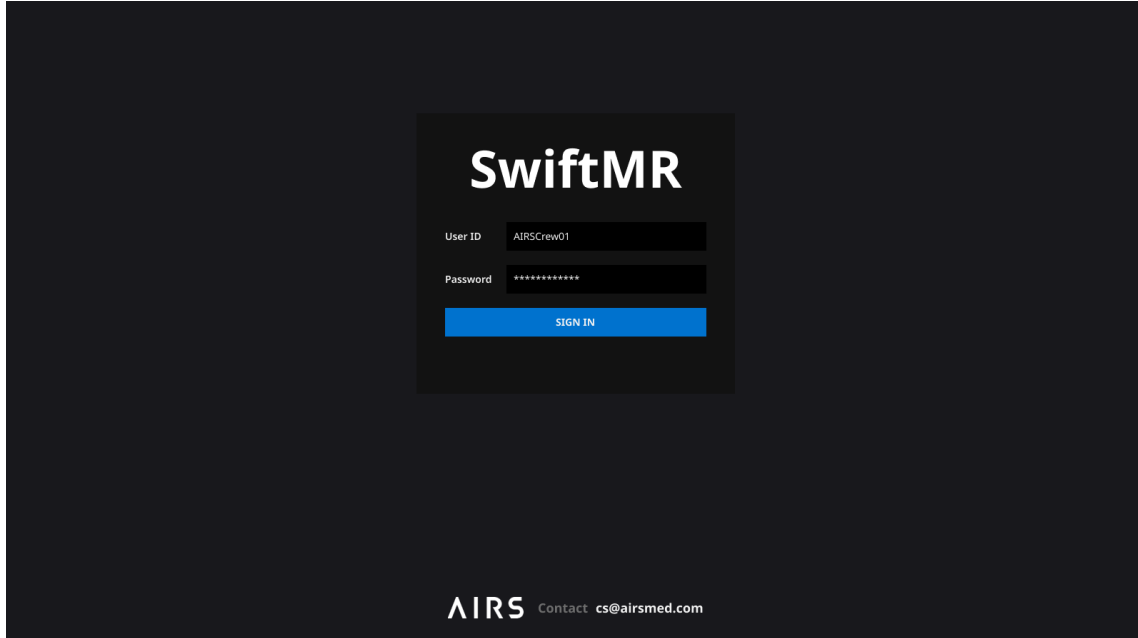 SwiftMR
User ID AIRSCrew01
Password ************
SIGN IN
AIRS Contact cs@airsmed.com